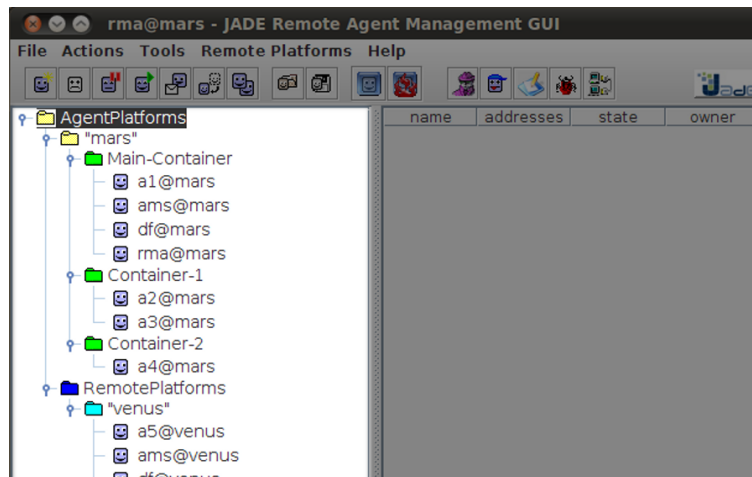 rma@mars - JADE Remote Agent Management GUI
File Actions Tools Remote Platforms Help
name addresses state owner
AgentPlatforms
"mars"
Main-Container
a1@mars
ams@mars
df@mars
rma@mars
Container-1
a2@mars
a3@mars
Container-2
a4@mars
RemotePlatforms
"venus"
a5@venus
ams@venus